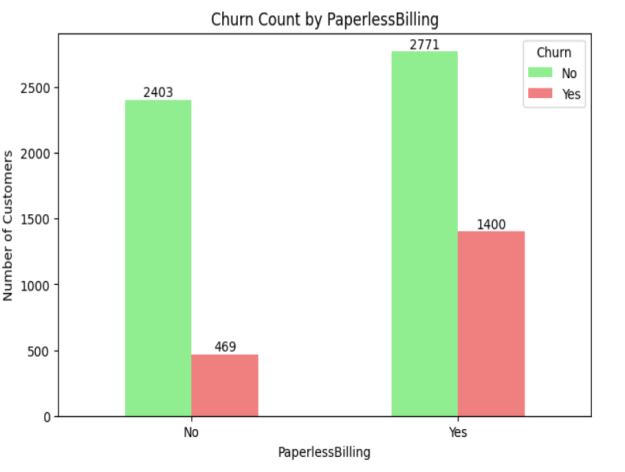 Churn Count by PaperlessBilling
Number of Customers
2500
2000
1500
1000
500
0
2403
469
2771
1400
Churn
No
Yes
No
Yes
PaperlessBilling